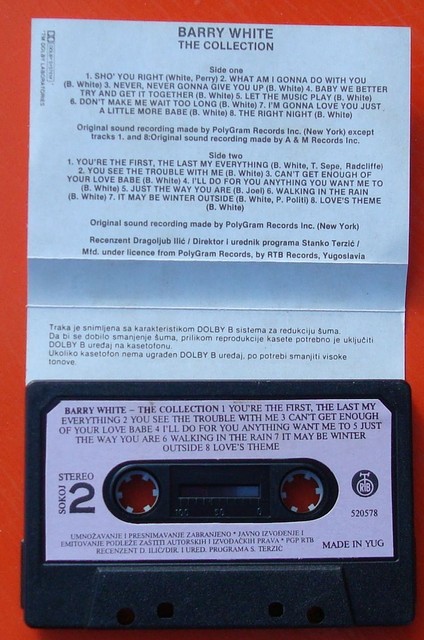 BARRY WHITE
THE COLLECTION
Side one
1. SHO' YOU RIGHT (White, Perry) 2. WHAT AM I GONNA DO WITH YOU
(B. White) 3. NEVER, NEVER GONNA GIVE YOU UP (B. White) 4. BABY WE BETTER
TRY AND GET IT TOGETHER (B. White) 5. LET THE MUSIC PLAY (B. White)
6. DON'T MAKE ME WAIT TOO LONG (B. White) 7. I'M GONNA LOVE YOU JUST
A LITTLE MORE BABE (B. White) 8. THE RIGHT NIGHT (B. White)
Original sound recording made by PolyGram Records Inc. (New York) except
tracks 1. and 8:Original sound recording made by A & M Records Inc.
Side two
1. YOU'RE THE FIRST, THE LAST MY EVERYTHING (B. White, T. Sepe, Radcliffe)
2. YOU SEE THE TROUBLE WITH ME (B. White) 3. CAN'T GET ENOUGH OF
YOUR LOVE BABE (B. White) 4. I'LL DO FOR YOU ANYTHING YOU WANT ME TO
(B. White) 5. JUST THE WAY YOU ARE (B. Joel) 6. WALKING IN THE RAIN
(B. White) 7. IT MAY BE WINTER OUTSIDE (B. White, P. Politi) 8. LOVE'S THEME
(B. White)
Original sound recording made by PolyGram Records Inc. (New York)
Recenzent Dragoljub Ilić / Direktor i urednik programa Stanko Terzić /
Mfd. under licence from PolyGram Records, by RTB Records, Yugoslavia
Traka je snimljena sa karakteristikom DOLBY B sistema za redukciju šuma.
Da bi se dobilo smanjenje šuma, prilikom reprodukcije kasete potrebno je uključiti
DOLBY B uređaj na kasetofonu.
Ukoliko kasetofon nema ugrađen DOLBY B uređaj, po potrebi smanjiti visoke
tonove.
BARRY WHITE – THE COLLECTION 1 YOU'RE THE FIRST, THE LAST MY
EVERYTHING 2 YOU SEE THE TROUBLE WITH ME 3 CAN'T GET ENOUGH
OF YOUR LOVE BABE 4 I'LL DO FOR YOU ANYTHING WANT ME TO 5 JUST
THE WAY YOU ARE 6 WALKING IN THE RAIN 7 IT MAY BE WINTER
OUTSIDE 8 LOVE'S THEME
STEREO
SOKOJ
2
100 50 0
RTB
520578
UMNOŽAVANJE I PRESNIMAVANJE ZABRANJENO * JAVNO IZVOĐENJE I
EMITOVANJE PODLEŽE ZAŠTITI AUTORSKIH I IZVOĐAČKIH PRAVA * PGP RTB
RECENZENT D. ILIĆ/DIR. I URED. PROGRAMA S. TERZIĆ
MADE IN YUG